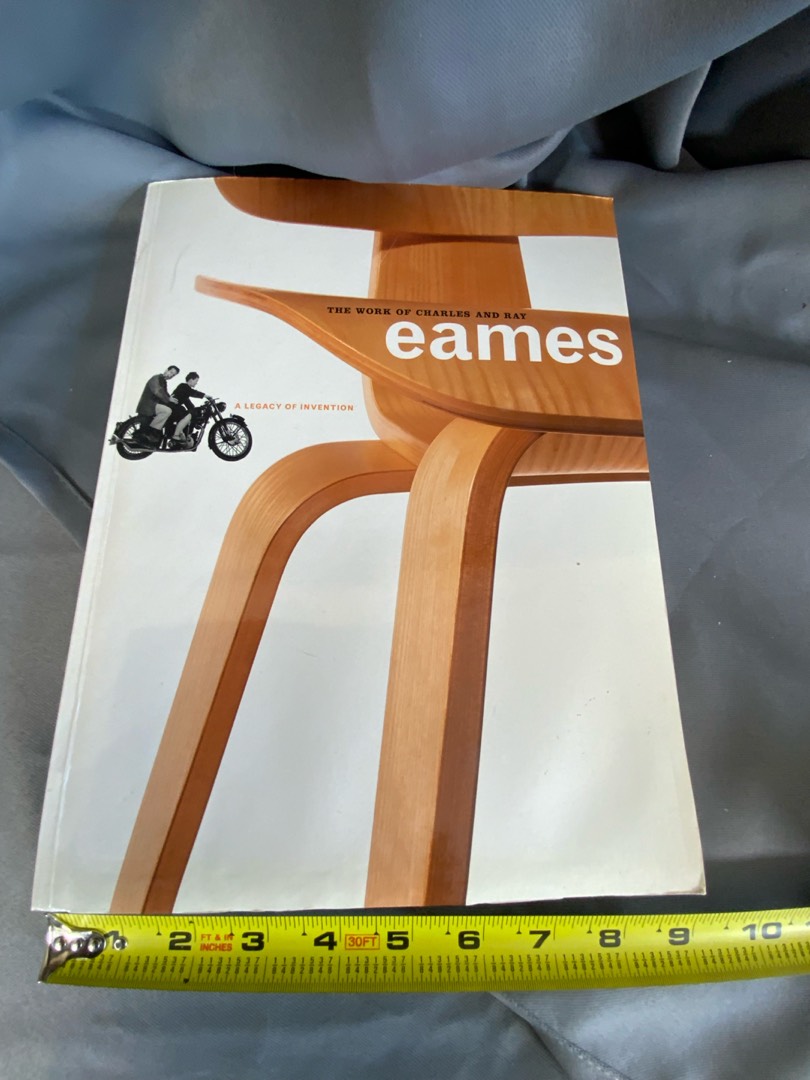 THE WORK OF CHARLES AND RAY
eames
A LEGACY OF INVENTION
1 2 FT & IN INCHES 3 4 30FT 5 6 7 8 9 10